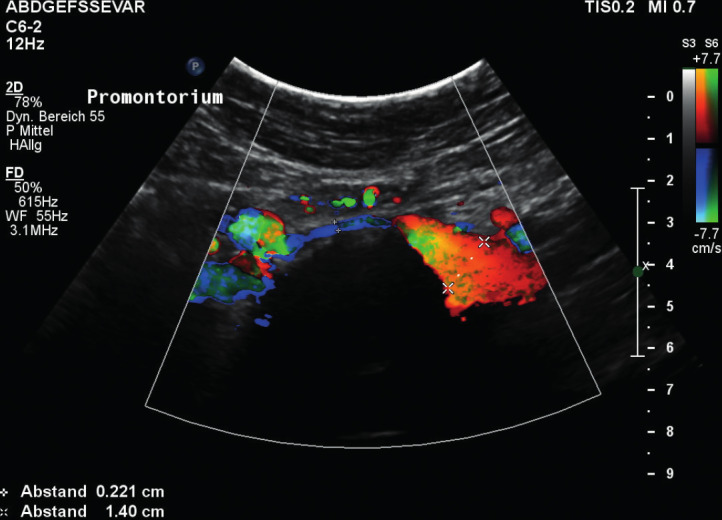 ABDGEFSSEVAR
TIS0.2 MI 0.7
C6-2
12Hz
S3 S6
+7.7
P
2D
78%
Dyn. Bereich 55
P Mittel
HAllg
Promontorium
FD
50%
615Hz
WF 55Hz
3.1MHz
0
1
2
3
4
5
6
7
8
9
-7.7
cm/s
x
Abstand 0.221 cm
Abstand 1.40 cm